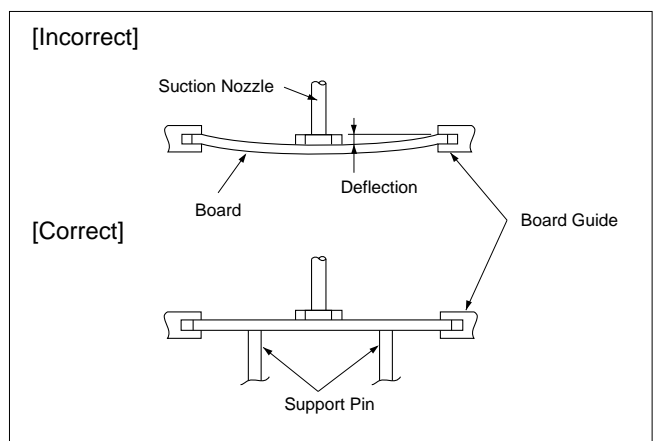 [Incorrect]
Suction Nozzle
Deflection
Board
Board Guide
[Correct]
Support Pin